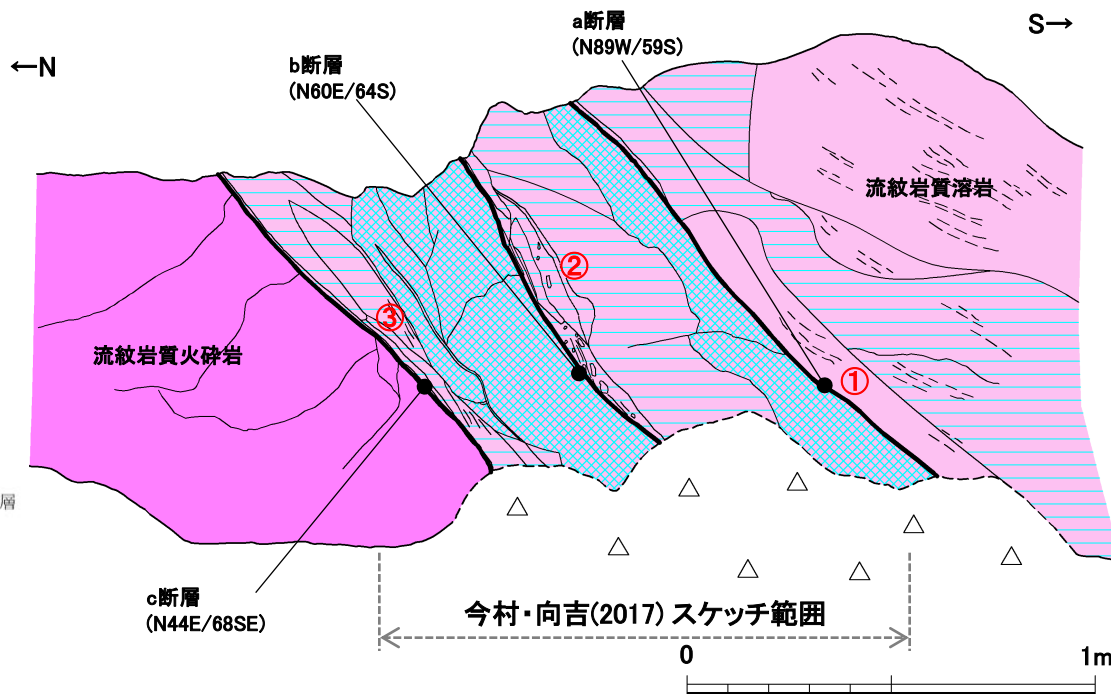 a断層
(N89W/59S)
S→
←N
b断層
(N60E/64S)
流紋岩質溶岩
②
③
流紋岩質火砕岩
①
層
c断層
(N44E/68SE)
今村・向吉(2017) スケッチ範囲
0
1m